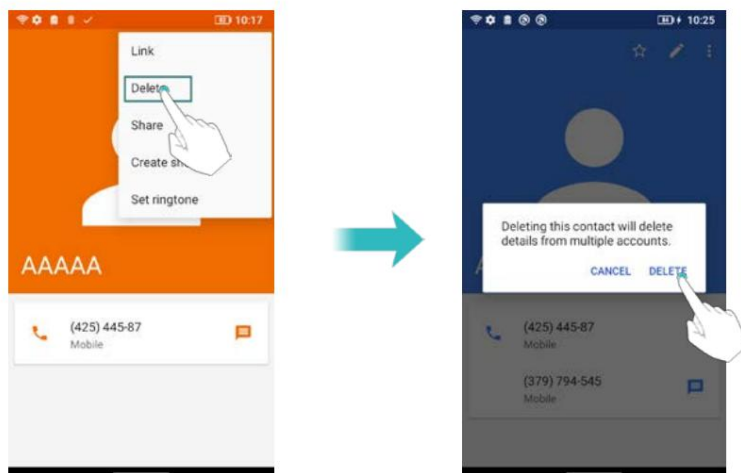 10:17
Link
Delete
Share
Create sh
Set ringtone
AAAAA
(425) 445-87
Mobile
10:25
Deleting this contact will delete
details from multiple accounts.
CANCEL DELETE
(425) 445-87
Mobile
(379) 794-545
Mobile